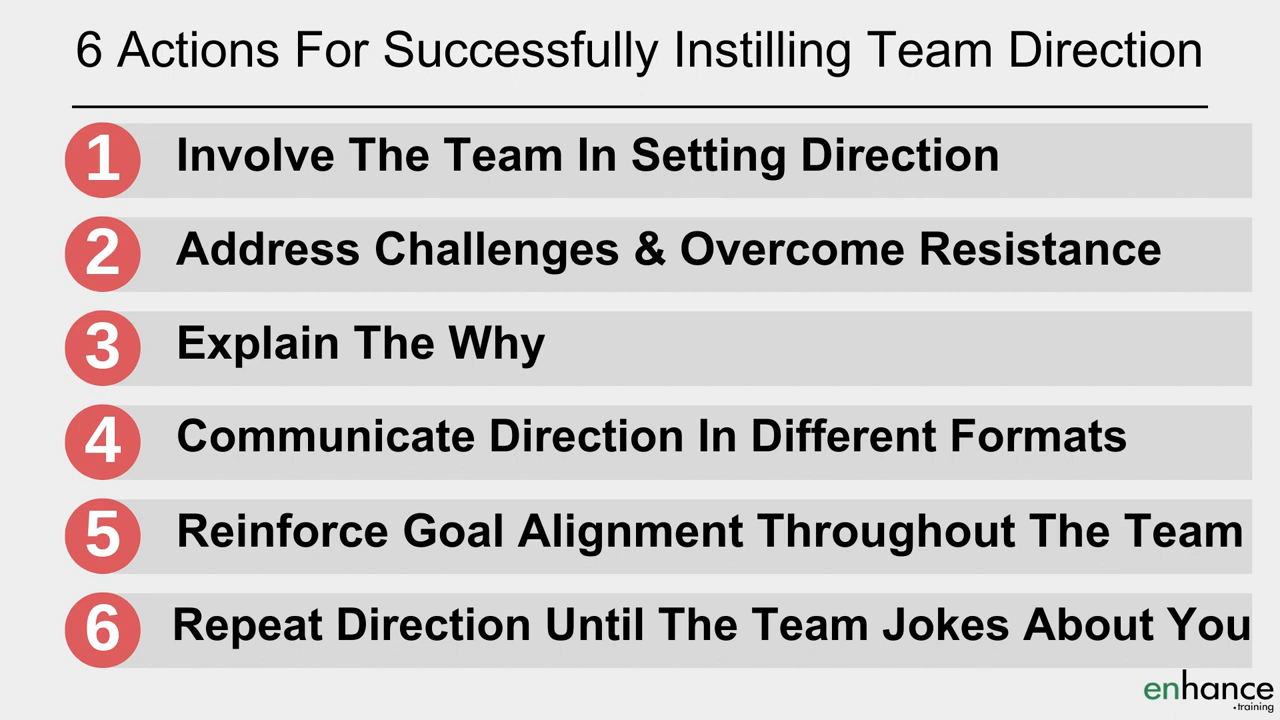 6 Actions For Successfully Instilling Team Direction
1 Involve The Team In Setting Direction
2 Address Challenges & Overcome Resistance
3 Explain The Why
4 Communicate Direction In Different Formats
5 Reinforce Goal Alignment Throughout The Team
6 Repeat Direction Until The Team Jokes About You
enhance
.training